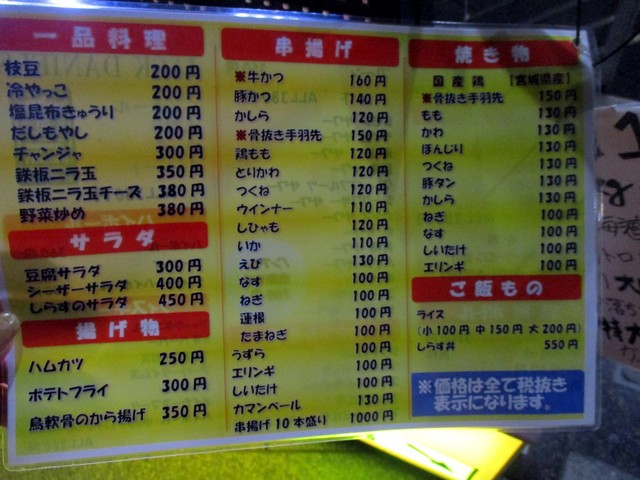 一品料理
枝豆 200円
冷やっこ 200円
塩昆布きゅうり 200円
だしもやし 200円
チャンジャ 300円
鉄板ニラ玉 350円
鉄板ニラ玉チーズ 380円
野菜炒め 380円
サラダ
豆腐サラダ 300円
シーザーサラダ 400円
しらすのサラダ 450円
揚げ物
ハムカツ 250円
ポテトフライ 300円
鳥軟骨のから揚げ 350円
串揚げ
※牛かつ 160円
豚かつ 140円
かしら 120円
※骨抜き手羽先 150円
鶏もも 120円
とりかわ 120円
つくね 120円
ウインナー 110円
しひゃも 120円
いか 110円
えび 130円
なす 100円
ねぎ 100円
蓮根 100円
たまねぎ 100円
うずら 100円
エリンギ 100円
しいたけ 100円
カマンベール 130円
串揚げ10本盛り 1000円
焼き物
国産鶏 [宮城県産]
※骨抜き手羽先 150円
もも 130円
かわ 130円
ぼんじり 130円
つくね 130円
豚タン 130円
かしら 130円
ねぎ 100円
なす 100円
しいたけ 100円
エリンギ 100円
ご飯もの
ライス
(小100円 中150円 大200円)
しらす丼 550円
※価格は全て税抜き
表示になります。